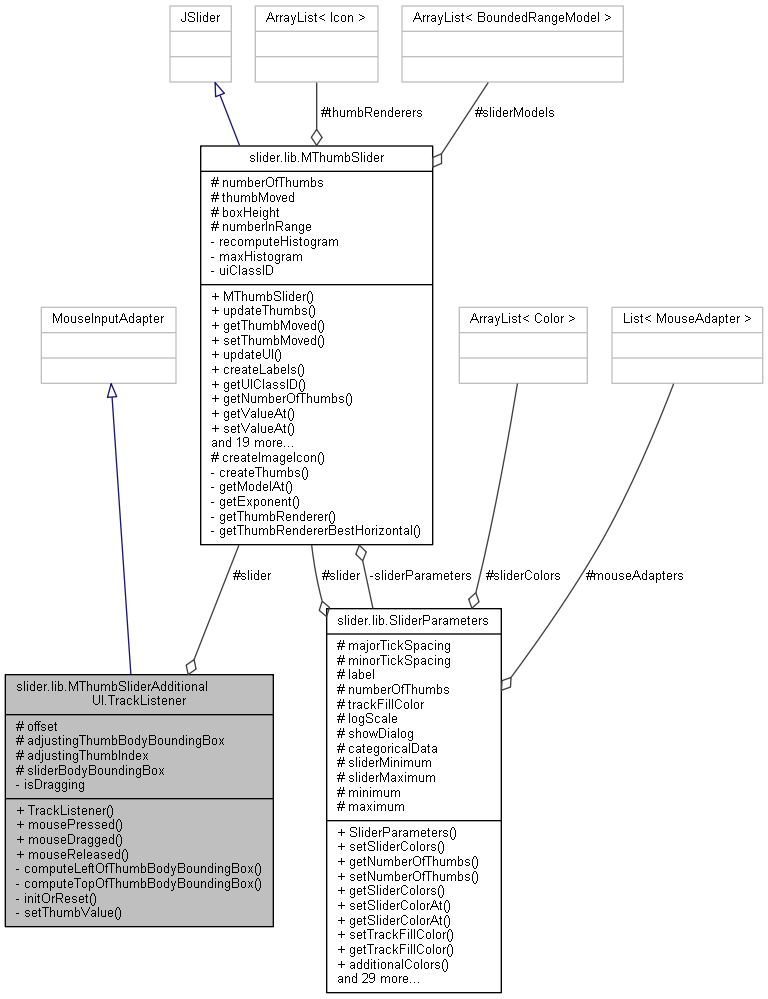 JSlider
ArrayList< Icon >
ArrayList< BoundedRangeModel >
#thumbRenderers
#sliderModels
slider.lib.MThumbSlider
# numberOfThumbs
# thumbMoved
# boxHeight
# numberInRange
- recomputeHistogram
- maxHistogram
- uiClassID
+ MThumbSlider()
+ updateThumbs()
+ getThumbMoved()
+ setThumbMoved()
+ updateUI()
+ createLabels()
+ getUIClassID()
+ getNumberOfThumbs()
+ getValueAt()
+ setValueAt()
and 19 more...
# createImageIcon()
- createThumbs()
- getModelAt()
- getExponent()
- getThumbRenderer()
- getThumbRendererBestHorizontal()
MouseInputAdapter
ArrayList< Color >
List< MouseAdapter >
#slider
#slider
-sliderParameters
#sliderColors
#mouseAdapters
slider.lib.MThumbSliderAdditional
UI.TrackListener
# offset
# adjustingThumbBodyBoundingBox
# adjustingThumbIndex
# sliderBodyBoundingBox
- isDragging
+ TrackListener()
+ mousePressed()
+ mouseDragged()
+ mouseReleased()
- computeLeftOfThumbBodyBoundingBox()
- computeTopOfThumbBodyBoundingBox()
- initOrReset()
- setThumbValue()
slider.lib.SliderParameters
# majorTickSpacing
# minorTickSpacing
# label
# numberOfThumbs
# trackFillColor
# logScale
# showDialog
# categoricalData
# sliderMinimum
# sliderMaximum
# minimum
# maximum
+ SliderParameters()
+ setSliderColors()
+ getNumberOfThumbs()
+ setNumberOfThumbs()
+ getSliderColors()
+ setSliderColorAt()
+ getSliderColorAt()
+ setTrackFillColor()
+ getTrackFillColor()
+ additionalColors()
and 29 more...